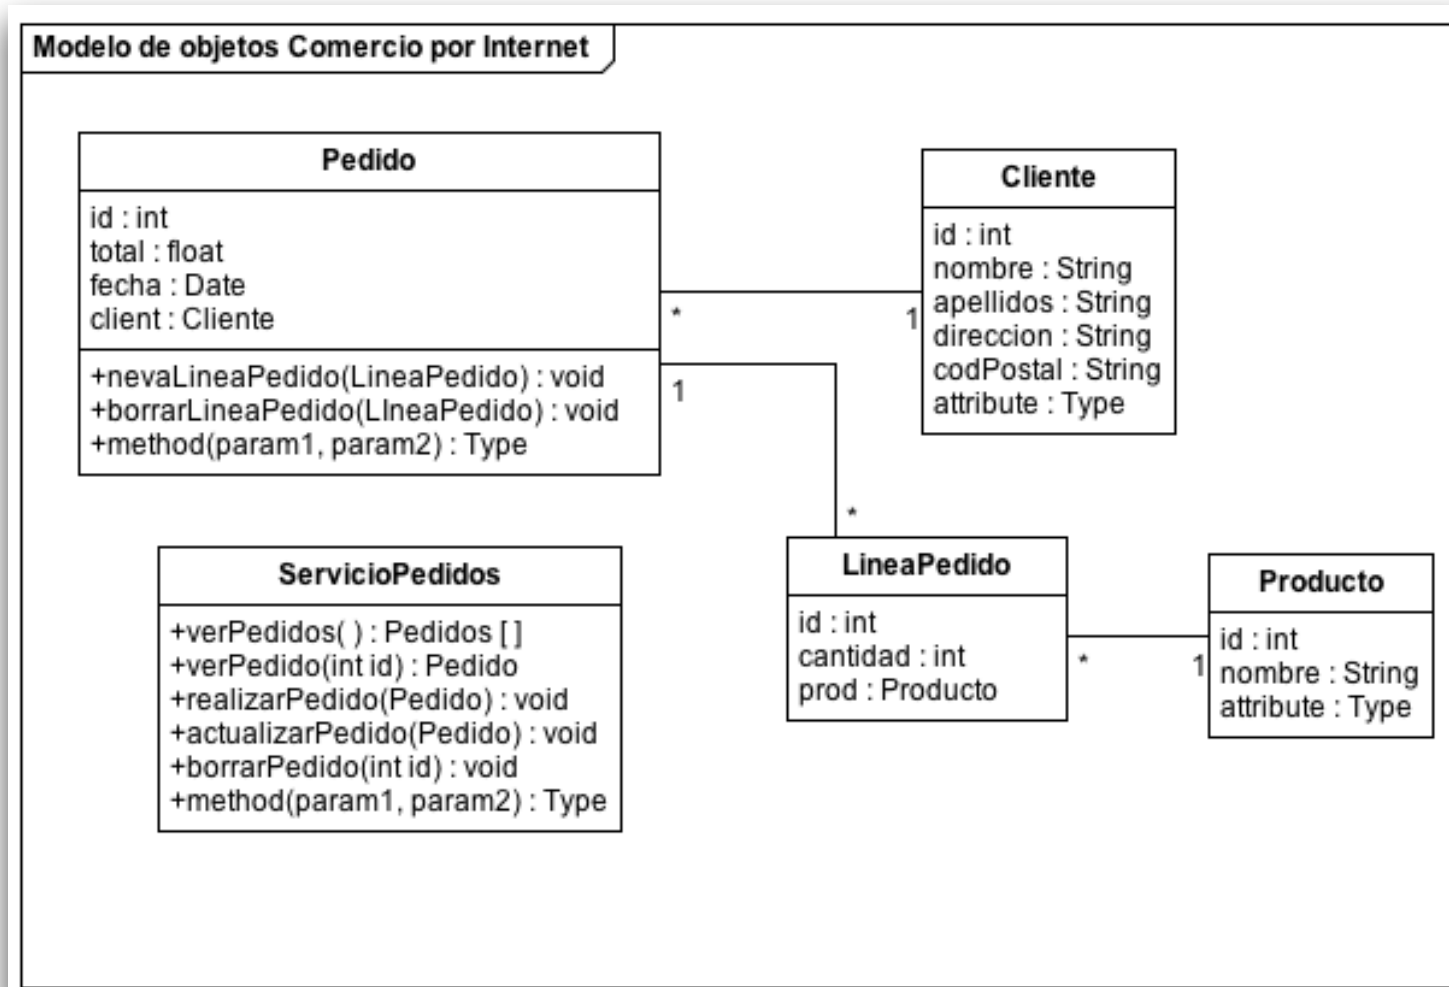 Modelo de objetos Comercio por Internet
Pedido
id : int
total : float
fecha : Date
client : Cliente
+nevaLineaPedido(LineaPedido) : void
+borrarLineaPedido(LIneaPedido) : void
+method(param1, param2) : Type
*
1
1
*
Cliente
id : int
nombre : String
apellidos : String
direccion : String
codPostal : String
attribute : Type
ServicioPedidos
+verPedidos( ) : Pedidos [ ]
+verPedido(int id) : Pedido
+realizarPedido(Pedido) : void
+actualizarPedido(Pedido) : void
+borrarPedido(int id) : void
+method(param1, param2) : Type
LineaPedido
id : int
cantidad : int
prod : Producto
*
1
Producto
id : int
nombre : String
attribute : Type